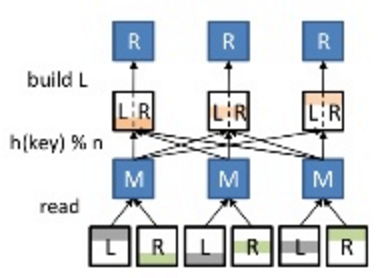 R R R
build L
L R L R L R
h(key) % n
M M M
read
L R L R L R